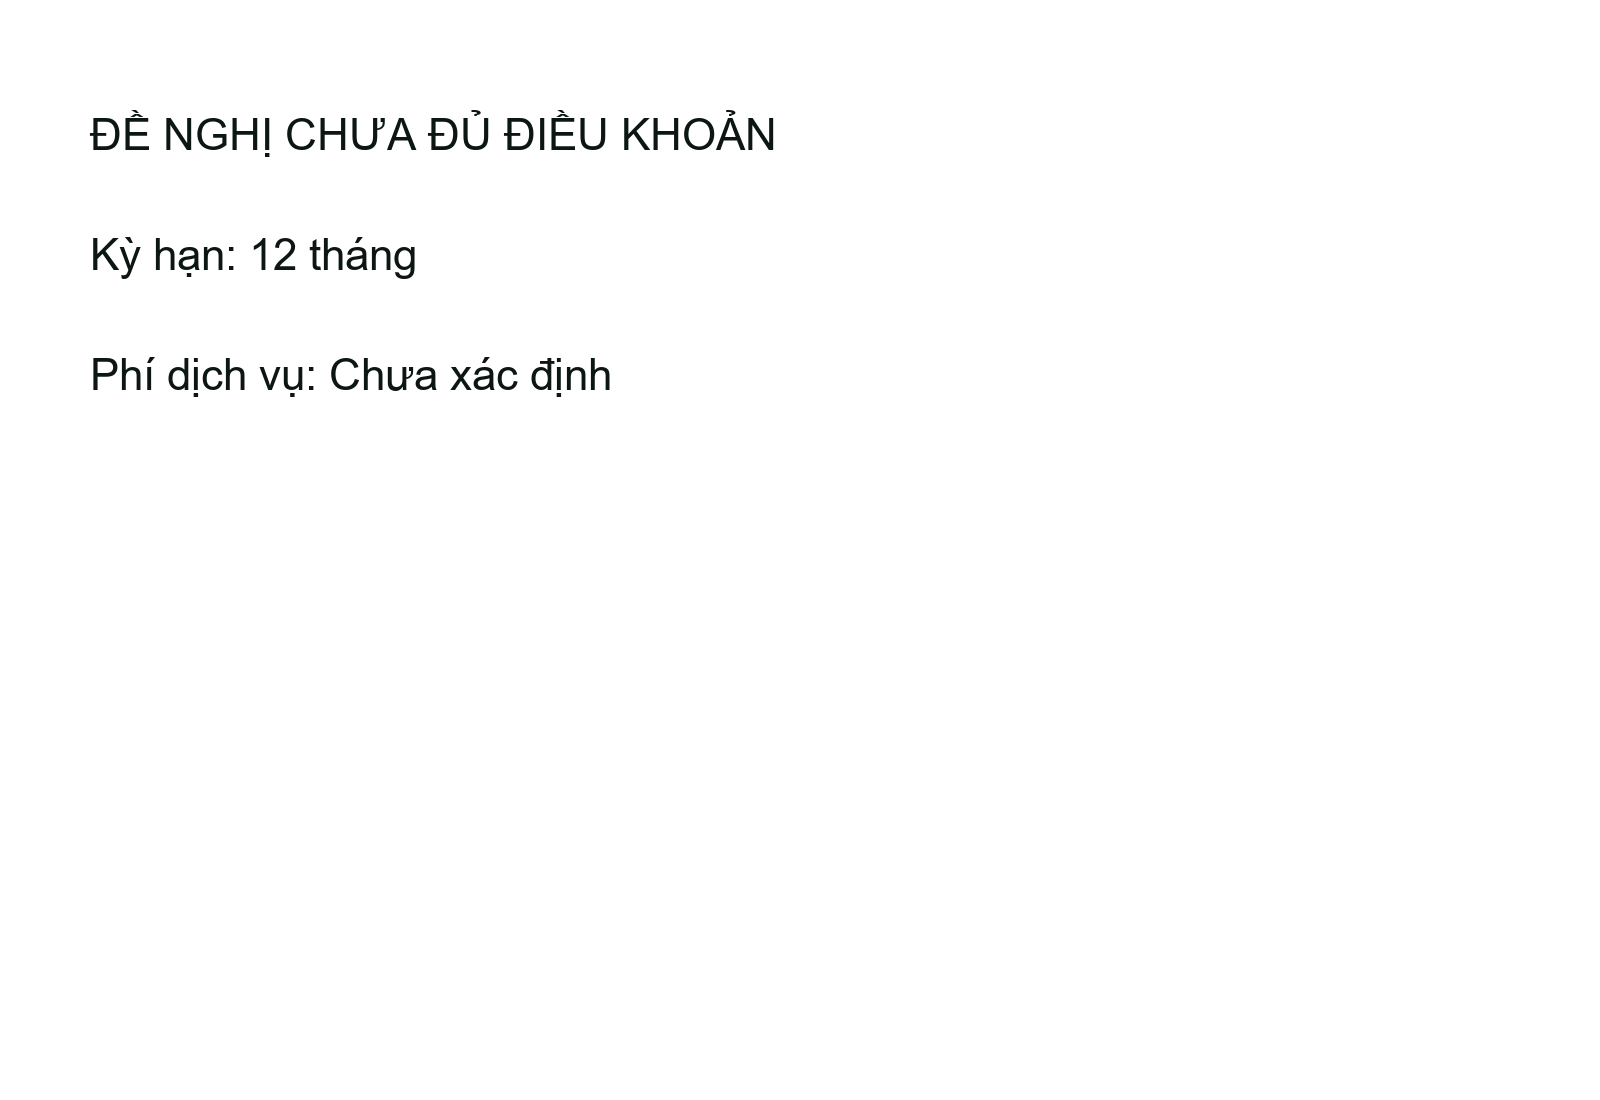 ĐỀ NGHỊ CHƯA ĐỦ ĐIỀU KHOẢN
Kỳ hạn: 12 tháng
Phí dịch vụ: Chưa xác định